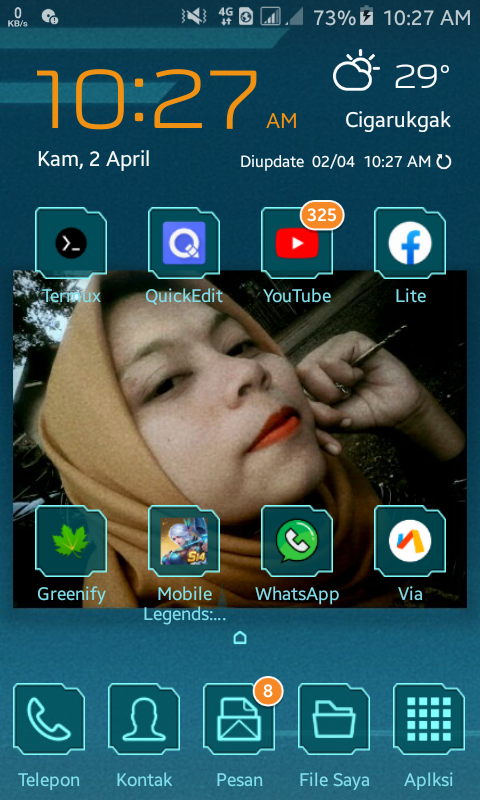 0
KB/s
4G
73%
10:27 AM
10:27 AM
29°
Cigarukgak
Kam, 2 April
Diupdate 02/04 10:27 AM
325
Termux
QuickEdit
YouTube
Lite
S14
Greenify
Mobile
Legends:...
WhatsApp
Via
8
Telepon
Kontak
Pesan
File Saya
Aplksi